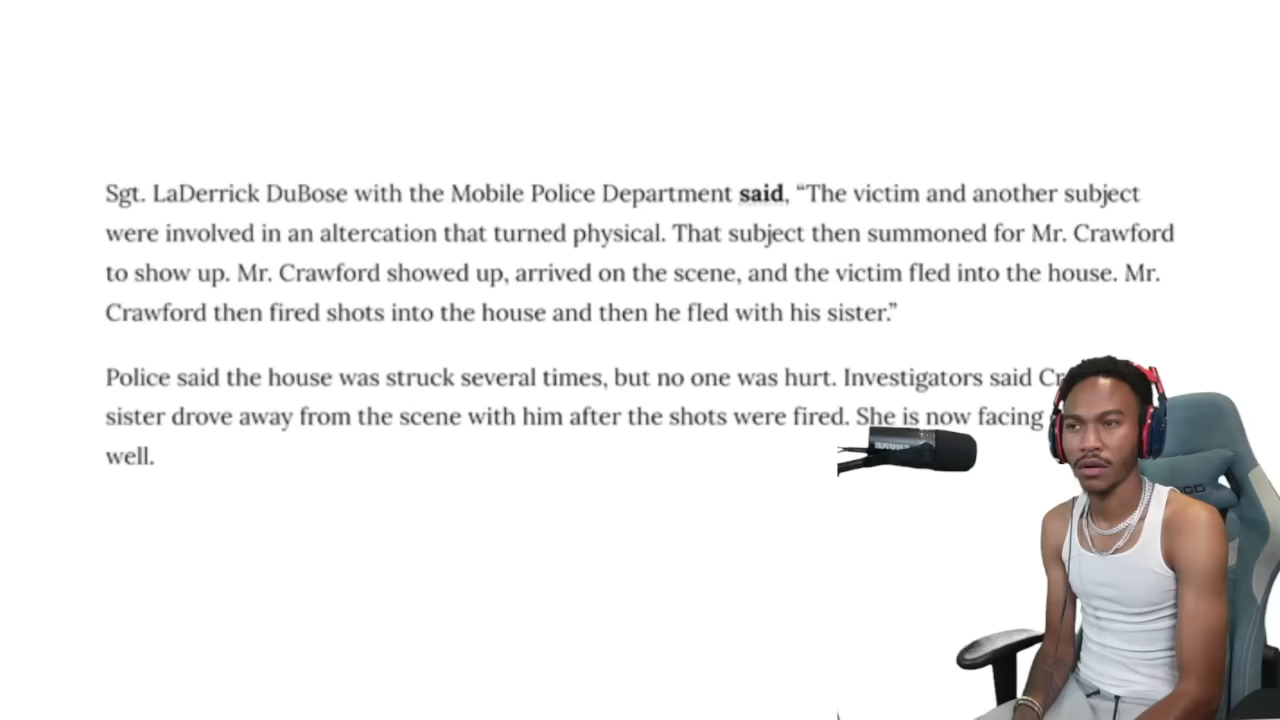 Sgt. LaDerrick DuBose with the Mobile Police Department said, “The victim and another subject
were involved in an altercation that turned physical. That subject then summoned for Mr. Crawford
to show up. Mr. Crawford showed up, arrived on the scene, and the victim fled into the house. Mr.
Crawford then fired shots into the house and then he fled with his sister.”
Police said the house was struck several times, but no one was hurt. Investigators said
sister drove away from the scene with him after the shots were fired. She is now facing
well.